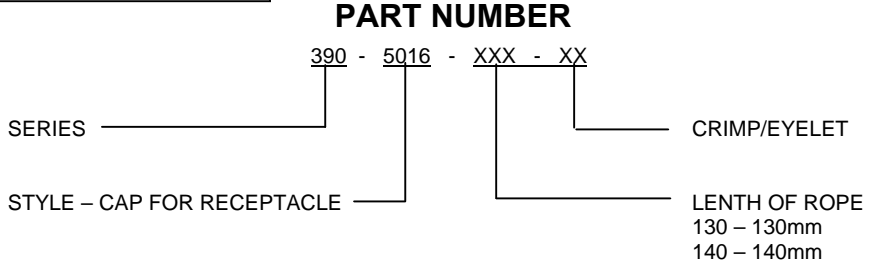 PART NUMBER
390 - 5016 - XXX - XX
SERIES
CRIMP/EYELET
STYLE – CAP FOR RECEPTACLE
LENTH OF ROPE
130 – 130mm
140 – 140mm